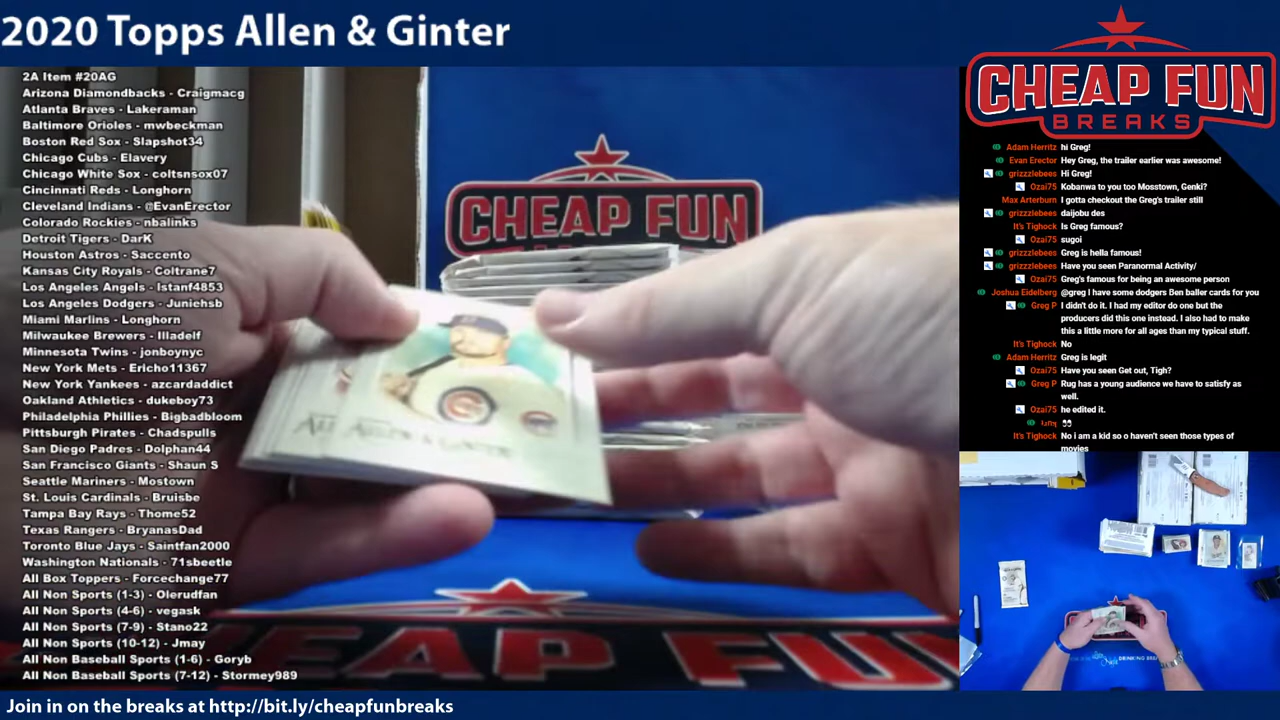 2020 Topps Allen & Ginter
2A Item #20AG
Arizona Diamondbacks - Craigmacg
Atlanta Braves - Lakeraman
Baltimore Orioles - mwbeckman
Boston Red Sox - Slapshot34
Chicago Cubs - Elavery
Chicago White Sox - coltsnsox07
Cincinnati Reds - Longhorn
Cleveland Indians - @EvanErector
Colorado Rockies - nbalinks
Detroit Tigers - DarK
Houston Astros - Saccento
Kansas City Royals - Coltrane7
Los Angeles Angels - Istanf4853
Los Angeles Dodgers - Juniehsb
Miami Marlins - Longhorn
Milwaukee Brewers - Illadelf
Minnesota Twins - jonboynyc
New York Mets - Ericho11367
New York Yankees - azcardaddict
Oakland Athletics - dukeboy73
Philadelphia Phillies - Bigbadbloom
Pittsburgh Pirates - Chadspulls
San Diego Padres - Dolphan44
San Francisco Giants - Shaun S
Seattle Mariners - Mostown
St. Louis Cardinals - Bruisbe
Tampa Bay Rays - Thome52
Texas Rangers - BryanasDad
Toronto Blue Jays - Saintfan2000
Washington Nationals - 71sbeetle
All Box Toppers - Forcechange77
All Non Sports (1-3) - Olerudfan
All Non Sports (4-6) - vegask
All Non Sports (7-9) - Stano22
All Non Sports (10-12) - Jmay
All Non Baseball Sports (1-6) - Goryb
All Non Baseball Sports (7-12) - Stormey989
CHEAP FUN
CHEAP FUN
CHEAP FUN
BREAKS
Adam Herritz hi Greg!
Evan Erector Hey Greg, the trailer earlier was awesome!
grizzzlebees Hi Greg!
Ozai75 Kobanwa to you too Mosstown, Genki?
Max Arterburn I gotta checkout the Greg's trailer still
grizzzlebees daijobu des
It's Tighock Is Greg famous?
Ozai75 sugoi
grizzzlebees Greg is hella famous!
grizzzlebees Have you seen Paranormal Activity/
Ozai75 Greg's famous for being an awesome person
Joshua Eidelberg @greg I have some dodgers Ben baller cards for you
Greg P I didn't do it. I had my editor do one but the
producers did this one instead. I also had to make
this a little more for all ages than my typical stuff.
It's Tighock No
Adam Herritz Greg is legit
Ozai75 Have you seen Get out, Tigh?
Greg P Rug has a young audience we have to satisfy as
well.
Ozai75 he edited it.
It's Tighock No i am a kid so o haven't seen those types of
movies
Join in on the breaks at http://bit.ly/cheapfunbreaks